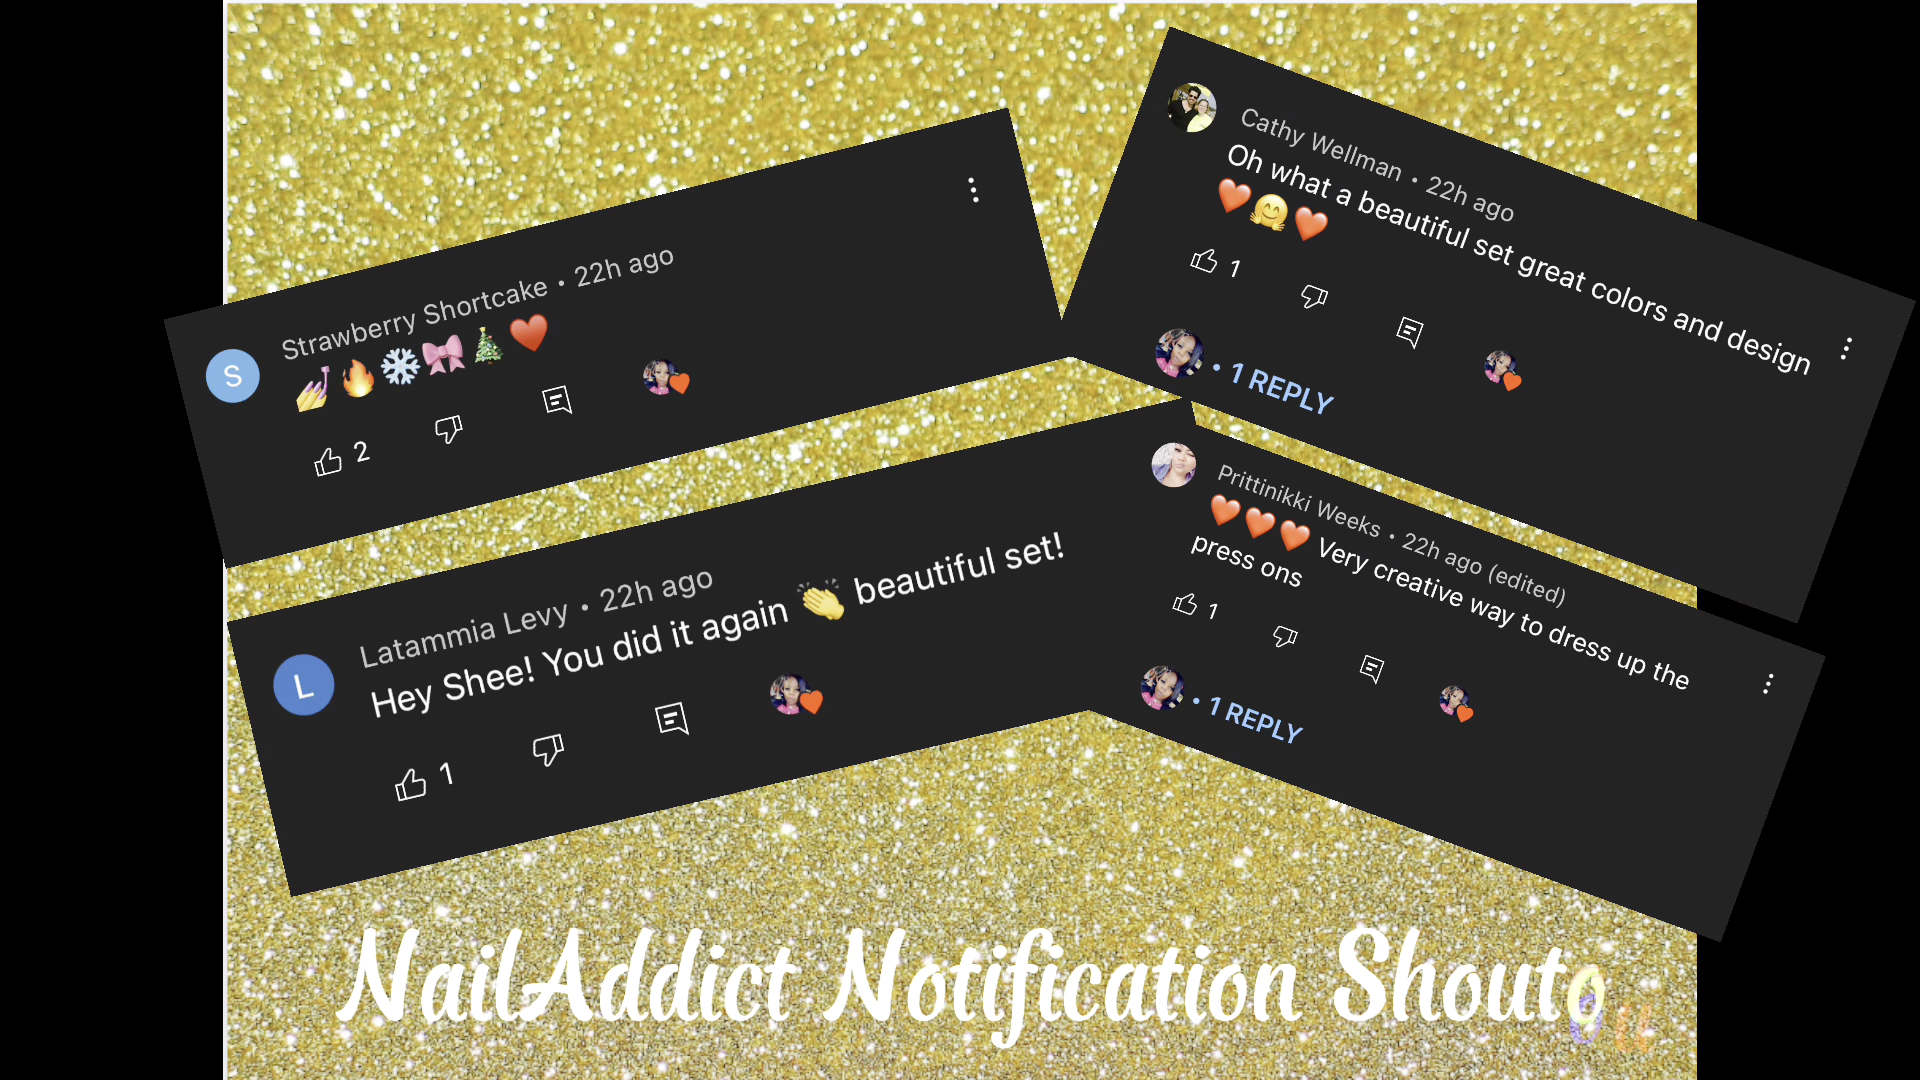 Strawberry Shortcake • 22h ago
💅🔥❄️🎀🎄❤️
2
S
Cathy Wellman • 22h ago
Oh what a beautiful set great colors and design
❤️🤗❤️
1
• 1 REPLY
Latammia Levy • 22h ago
Hey Shee! You did it again 👏 beautiful set!
L
1
Prittinikki Weeks • 22h ago (edited)
❤️❤️❤️ Very creative way to dress up the
press ons
1
• 1 REPLY
NailAddict Notification Shoutou